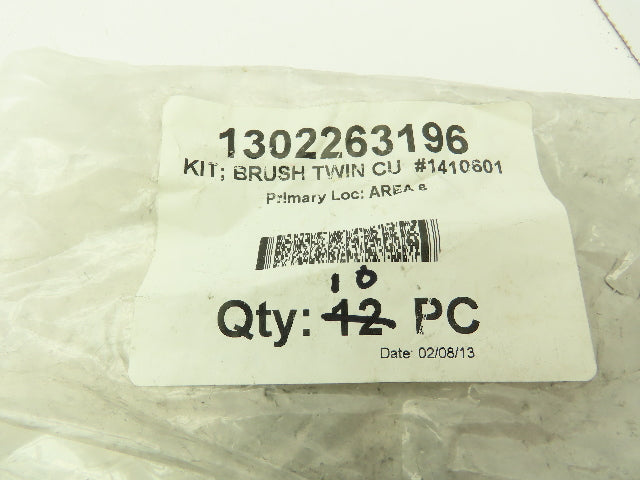 1302263196
KIT; BRUSH TWIN CU #1410601
Primary Loc: AREA 8
10
Qty: 12 PC
Date: 02/08/13